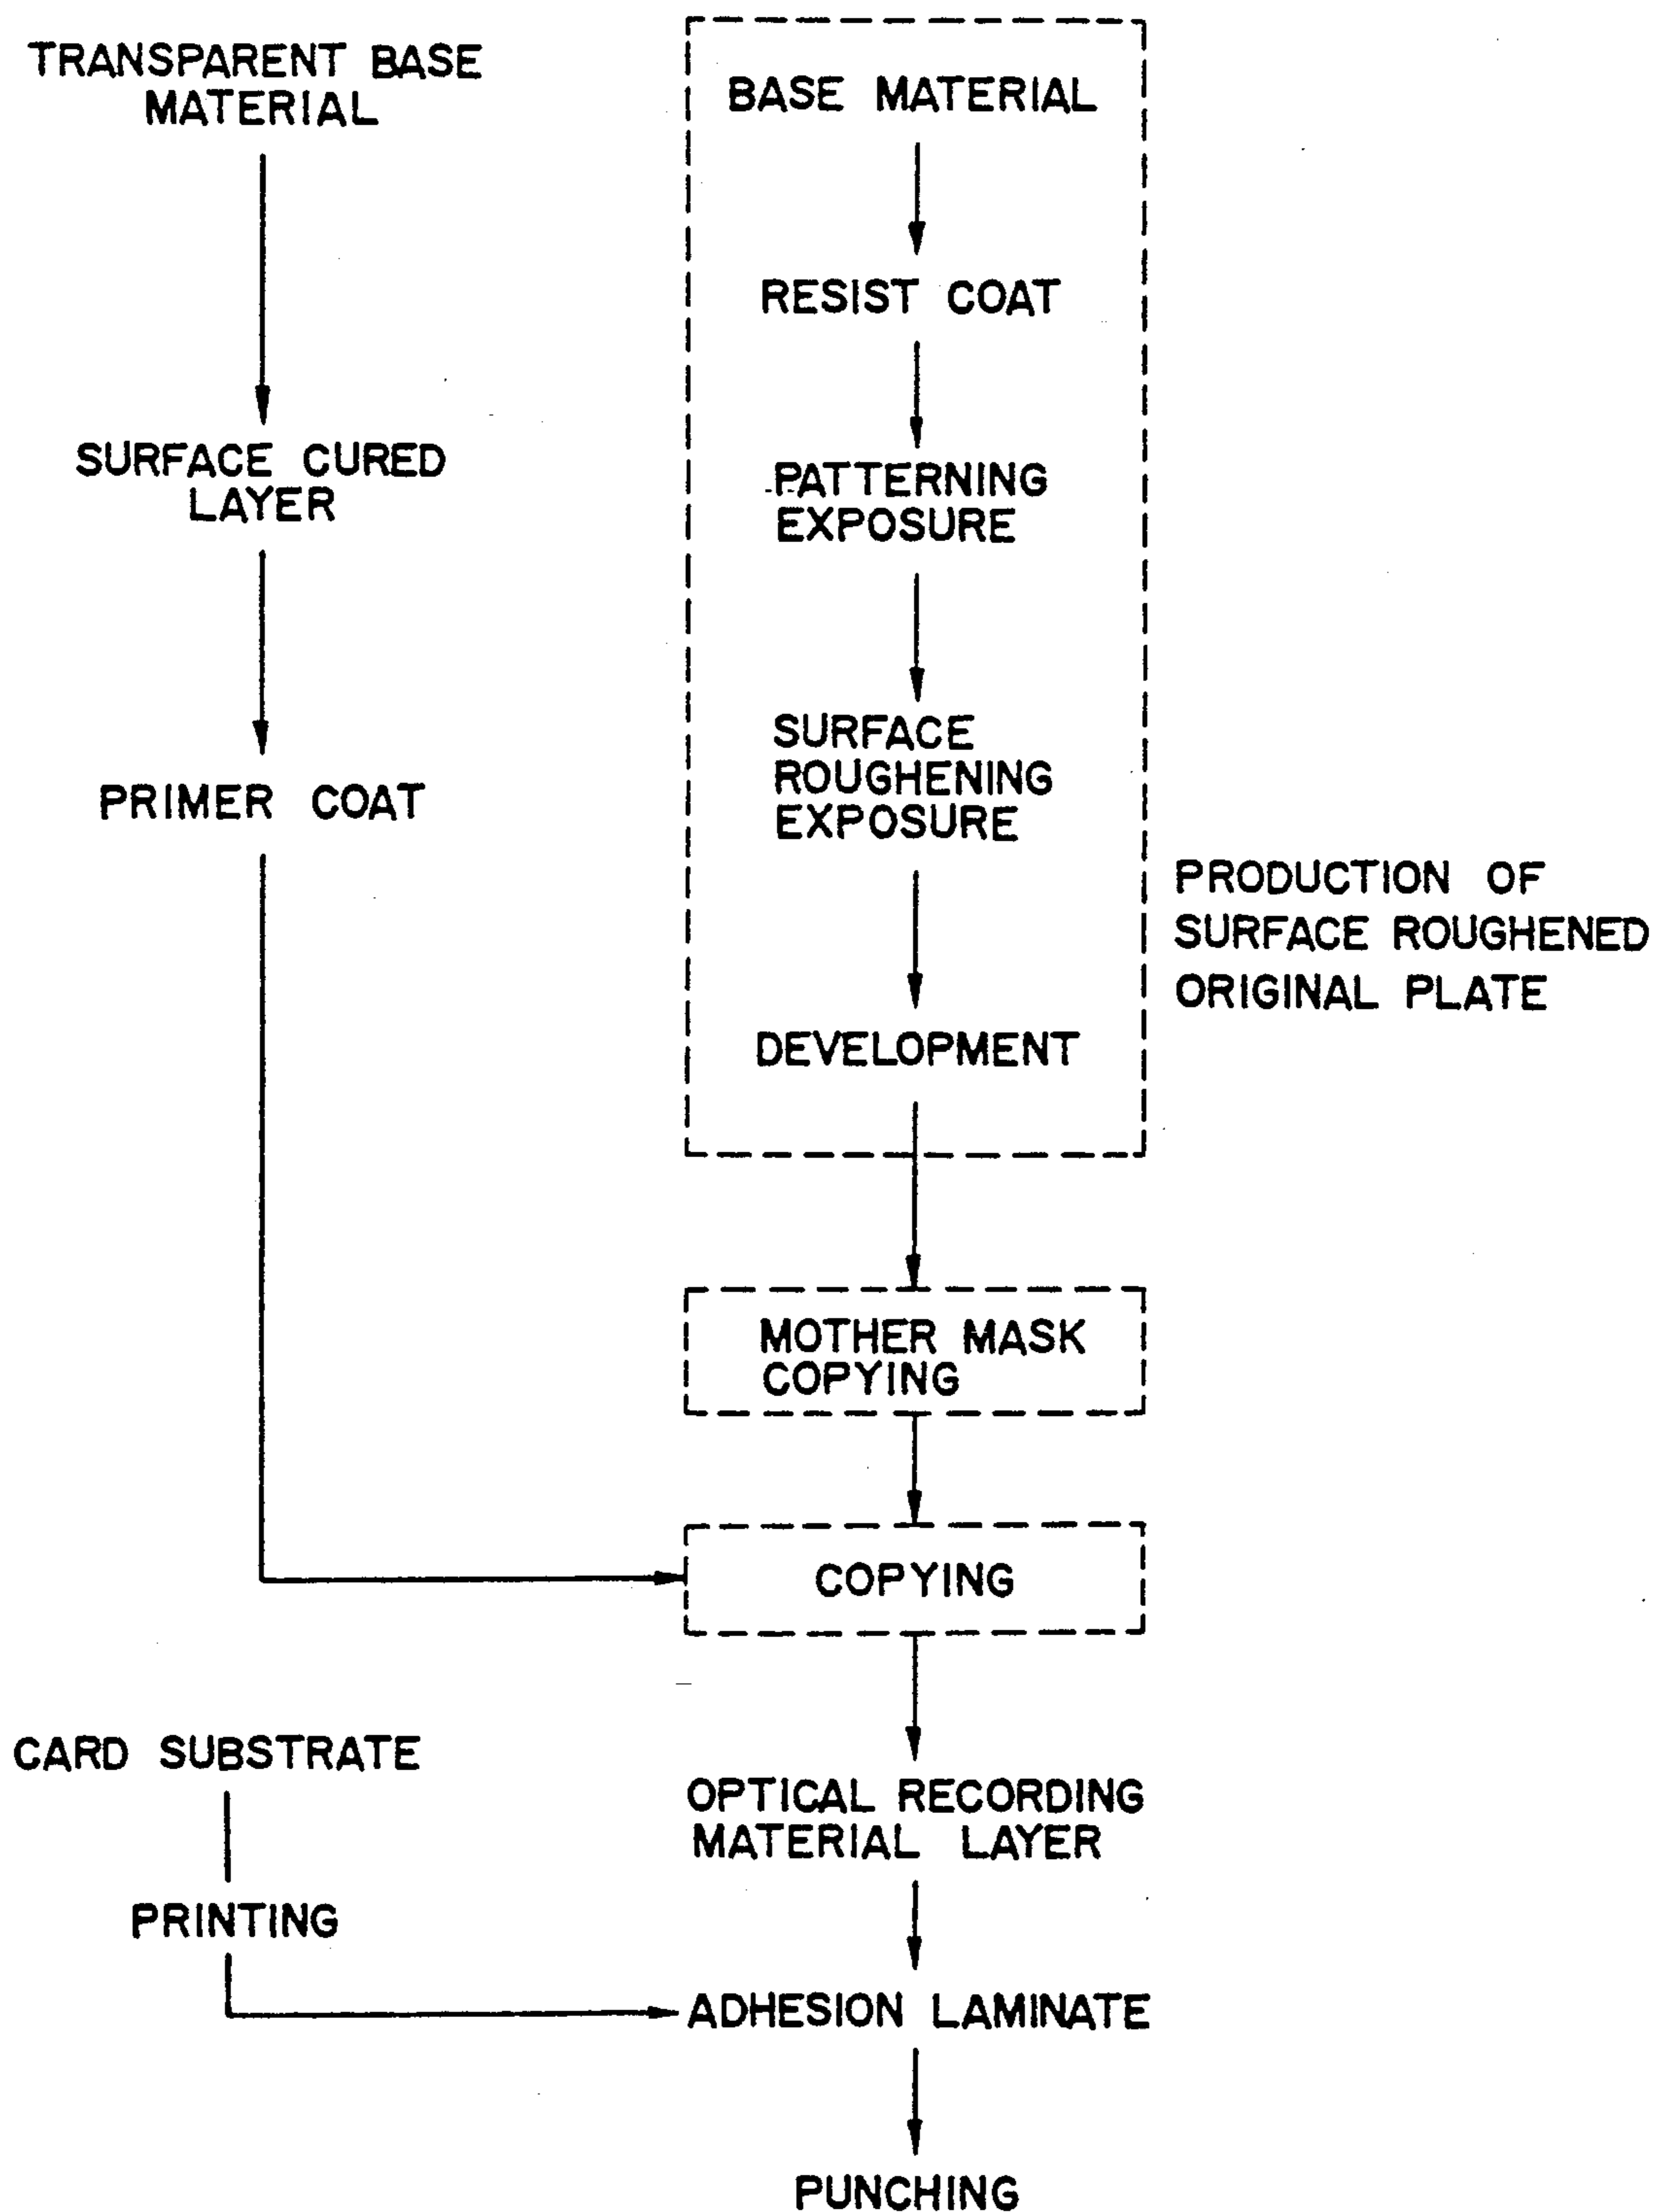 TRANSPARENT BASE
MATERIAL
SURFACE CURED
LAYER
PRIMER COAT
BASE MATERIAL
RESIST COAT
PATTERNING
EXPOSURE
SURFACE
ROUGHENING
EXPOSURE
DEVELOPMENT
PRODUCTION OF
SURFACE ROUGHENED
ORIGINAL PLATE
MOTHER MASK
COPYING
COPYING
CARD SUBSTRATE
PRINTING
OPTICAL RECORDING
MATERIAL LAYER
ADHESION LAMINATE
PUNCHING